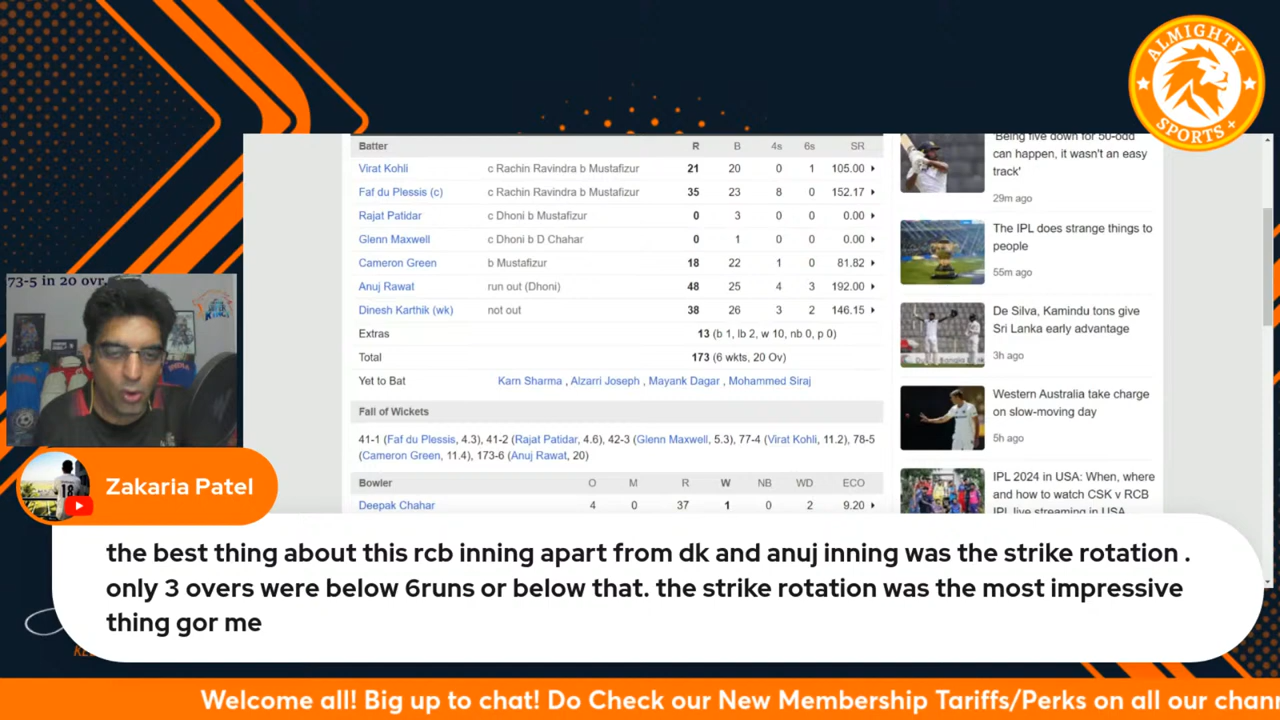 ALMIGHTY
SPORTS+
Batter R B 4s 6s SR
Virat Kohli c Rachin Ravindra b Mustafizur 21 20 0 1 105.00
Faf du Plessis (c) c Rachin Ravindra b Mustafizur 35 23 8 0 152.17
Rajat Patidar c Dhoni b Mustafizur 0 3 0 0 0.00
Glenn Maxwell c Dhoni b D Chahar 0 1 0 0 0.00
Cameron Green b Mustafizur 18 22 1 0 81.82
Anuj Rawat run out (Dhoni) 48 25 4 3 192.00
Dinesh Karthik (wk) not out 38 26 3 2 146.15
Extras 13 (b 1, lb 2, w 10, nb 0, p 0)
Total 173 (6 wkts, 20 Ov)
Yet to Bat Karn Sharma , Alzarri Joseph , Mayank Dagar , Mohammed Siraj
Fall of Wickets
41-1 (Faf du Plessis, 4.3), 41-2 (Rajat Patidar, 4.6), 42-3 (Glenn Maxwell, 5.3), 77-4 (Virat Kohli, 11.2), 78-5
(Cameron Green, 11.4), 173-6 (Anuj Rawat, 20)
Bowler O M R W NB WD ECO
Deepak Chahar 4 0 37 1 0 2 9.20
'Being five down for 50-odd
can happen, it wasn't an easy
track'
29m ago
The IPL does strange things to
people
55m ago
De Silva, Kamindu tons give
Sri Lanka early advantage
3h ago
Western Australia take charge
on slow-moving day
5h ago
IPL 2024 in USA: When, where
and how to watch CSK v RCB
IPL live streaming in USA
73-5 in 20 ovr.
Zakaria Patel
the best thing about this rcb inning apart from dk and anuj inning was the strike rotation .
only 3 overs were below 6runs or below that. the strike rotation was the most impressive
thing gor me
Welcome all! Big up to chat! Do Check our New Membership Tariffs/Perks on all our chan